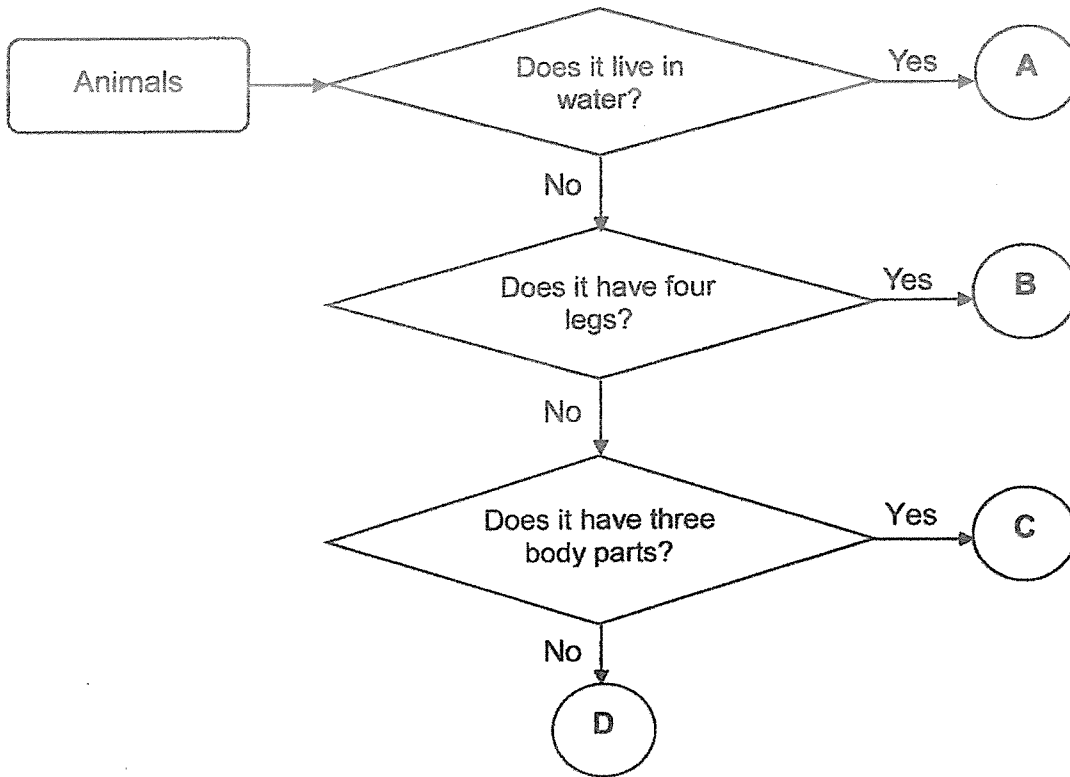 Animals
Does it live in
water?
Yes
A
No
Does it have four
legs?
Yes
B
No
Does it have three
body parts?
Yes
C
No
D